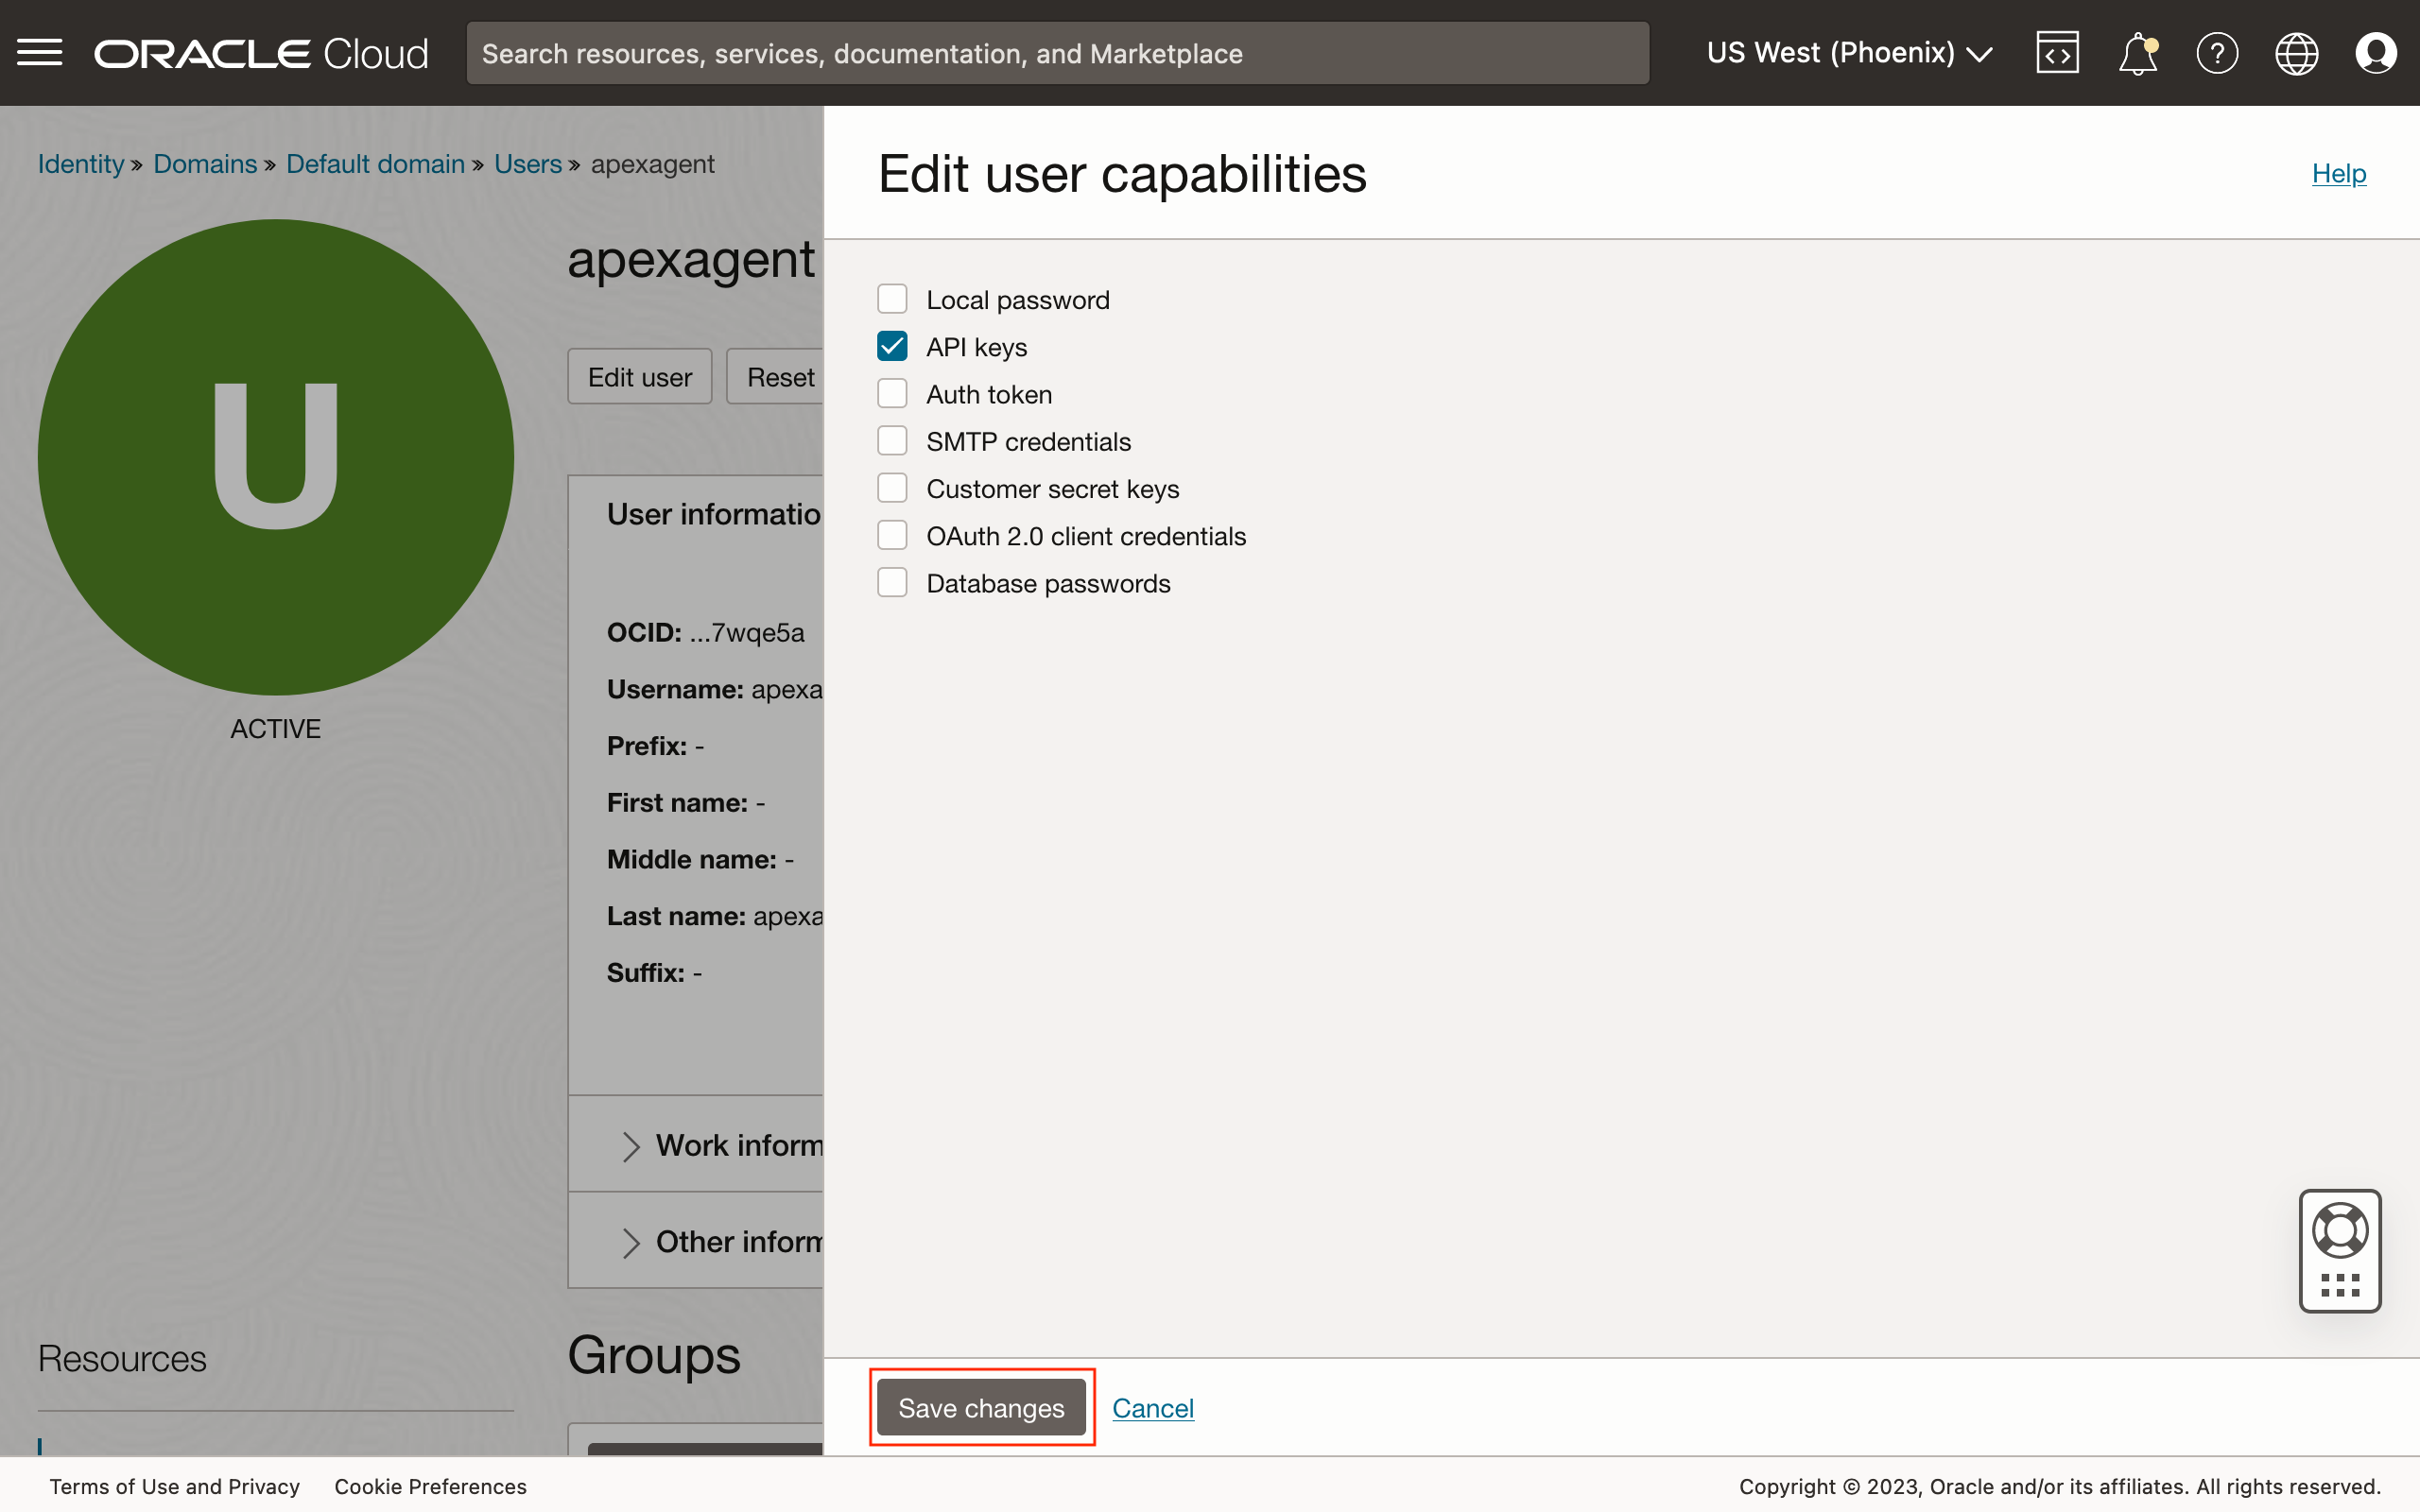 ORACLE Cloud
Search resources, services, documentation, and Marketplace
US West (Phoenix)
Identity » Domains » Default domain » Users » apexagent
U
ACTIVE
apexagent
Edit user
Reset
User informatio
OCID: ...7wqe5a
Username: apexa
Prefix: -
First name: -
Middle name: -
Last name: apexa
Suffix: -
Work inform
Other inform
Resources
Groups
Edit user capabilities
Help
Local password
API keys
Auth token
SMTP credentials
Customer secret keys
OAuth 2.0 client credentials
Database passwords
Save changes
Cancel
Terms of Use and Privacy
Cookie Preferences
Copyright © 2023, Oracle and/or its affiliates. All rights reserved.